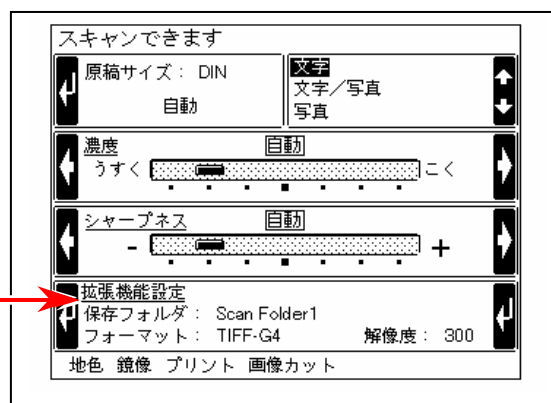 スキャンできます
原稿サイズ： DIN
自動
文字
文字／写真
写真
濃度 自動
うすく こく
シャープネス 自動
- +
拡張機能設定
保存フォルダ： Scan Folder1
フォーマット： TIFF-G4 解像度： 300
地色 鏡像 プリント 画像カット